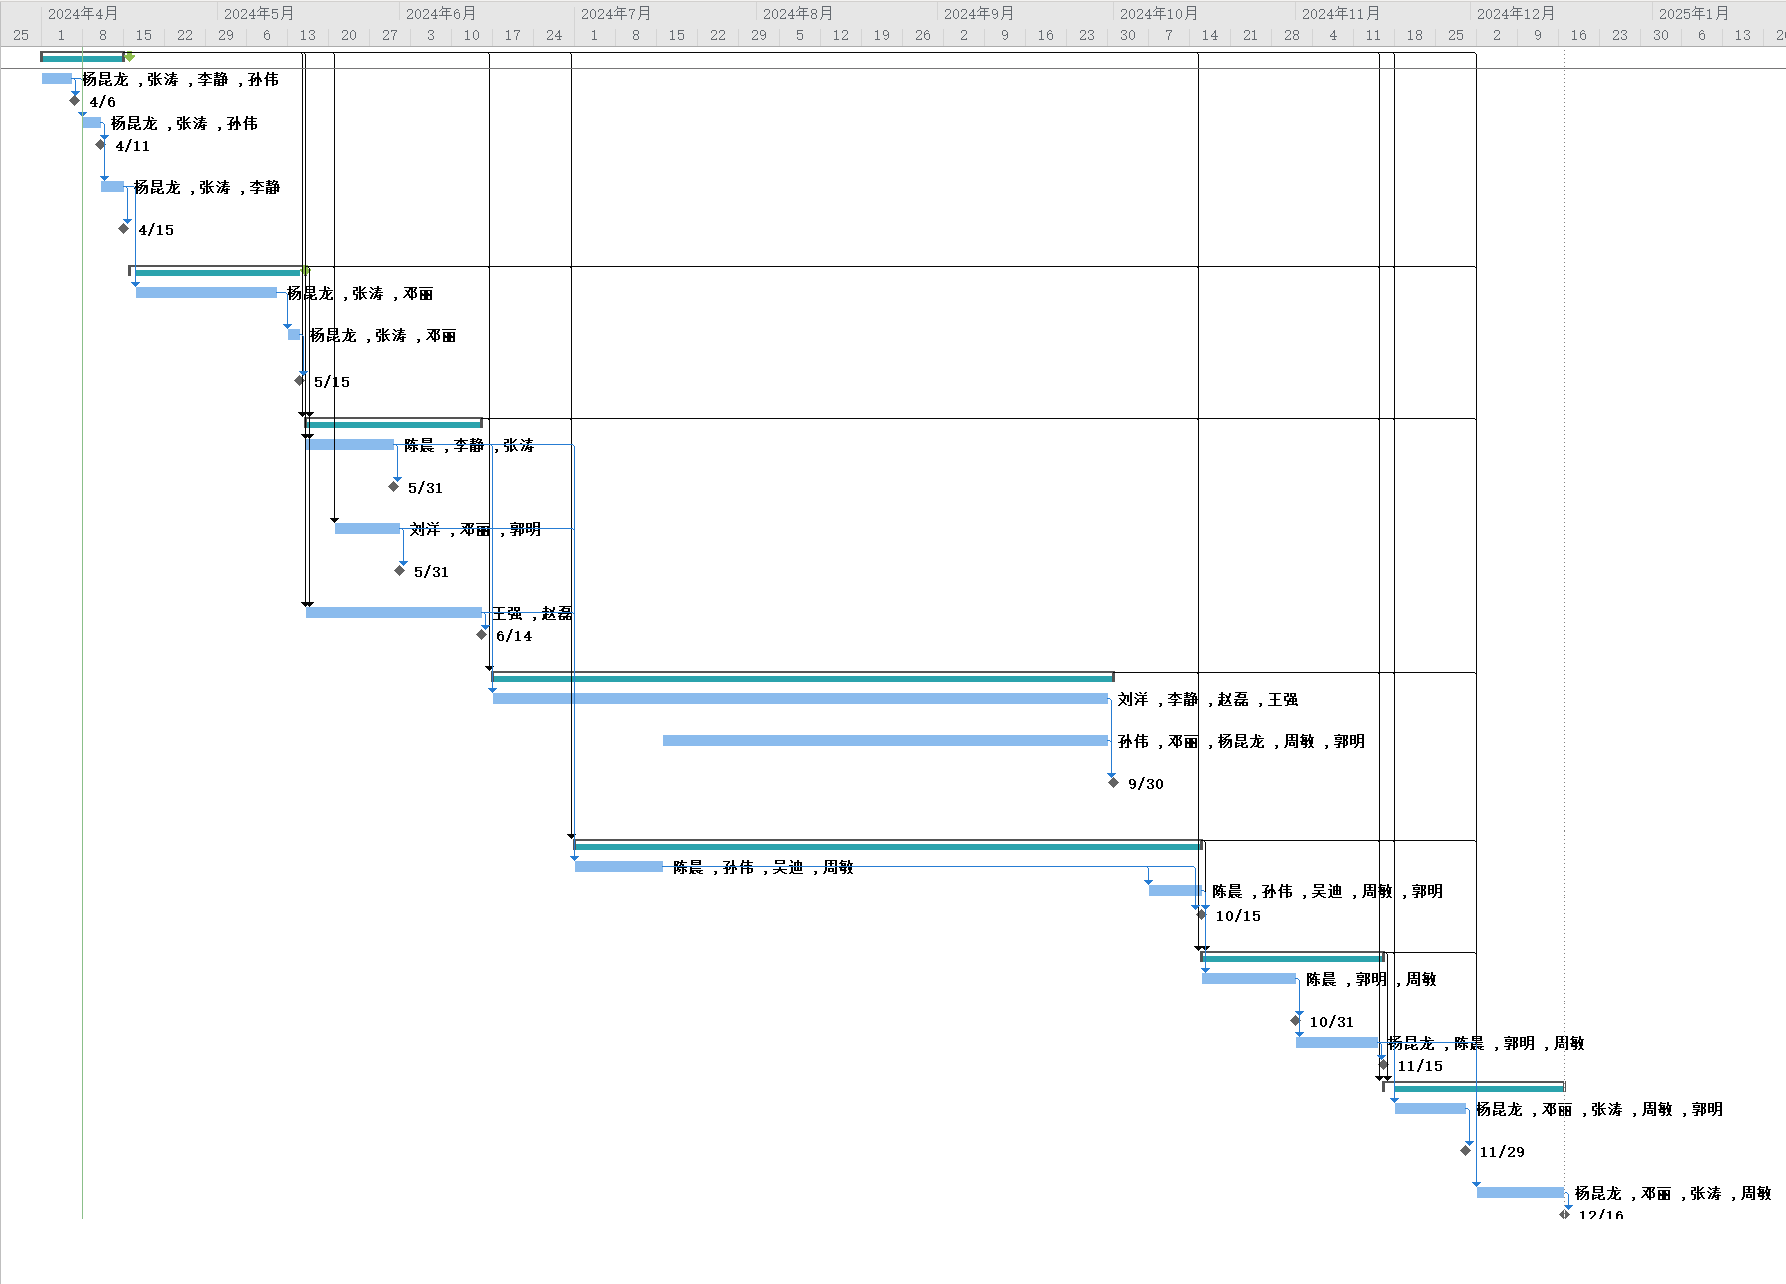 2024年4月 2024年5月 2024年6月 2024年7月 2024年8月 2024年9月 2024年10月 2024年11月 2024年12月 2025年1月
25 1 8 15 22 29 6 13 20 27 3 10 17 24 1 8 15 22 29 5 12 19 26 2 9 16 23 30 7 14 21 28 4 11 18 25 2 9 16 23 30 6 13
杨昆龙 ,张涛 ,李静 ,孙伟
4/6
杨昆龙 ,张涛 ,孙伟
4/11
杨昆龙 ,张涛 ,李静
4/15
杨昆龙 ,张涛 ,邓丽
杨昆龙 ,张涛 ,邓丽
5/15
陈晨 ,李静 ,张涛
5/31
刘洋 ,邓丽 ,郭明
5/31
王强 ,赵磊
6/14
刘洋 ,李静 ,赵磊 ,王强
孙伟 ,邓丽 ,杨昆龙 ,周敏 ,郭明
9/30
陈晨 ,孙伟 ,吴迪 ,周敏
陈晨 ,孙伟 ,吴迪 ,周敏 ,郭明
10/15
陈晨 ,郭明 ,周敏
10/31
杨昆龙 ,陈晨 ,郭明 ,周敏
11/15
杨昆龙 ,邓丽 ,张涛 ,周敏 ,郭明
11/29
杨昆龙 ,邓丽 ,张涛 ,周敏
12/16